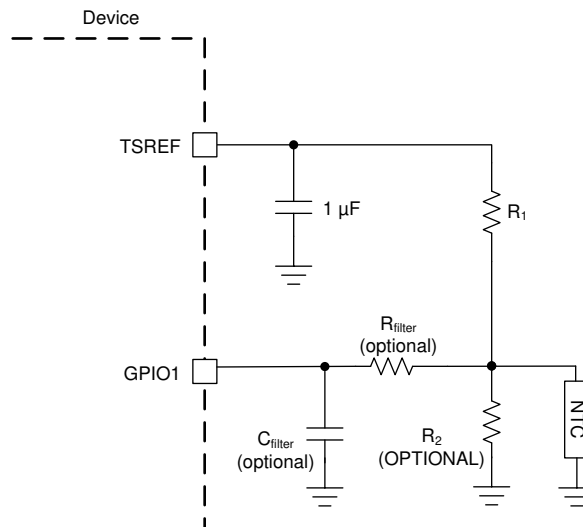 Device
TSREF
1 µF
R1
Rfilter
(optional)
GPIO1
Cfilter
(optional)
R2
(OPTIONAL)
NTC